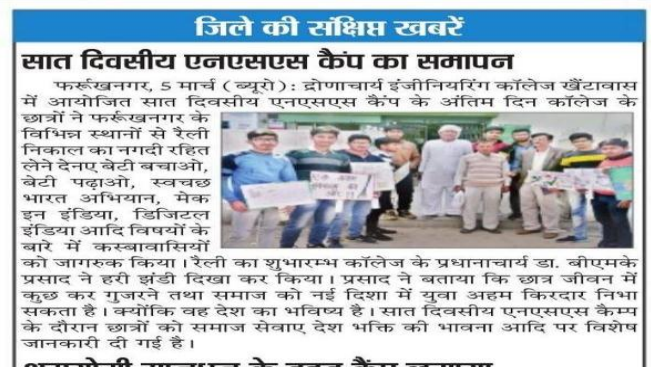 जिले की संक्षिप्त खबरें
सात दिवसीय एनएसएस कैंप का समापन
फर्रूखनगर, 5 मार्च (ब्यूरो): द्रोणाचार्य इंजीनियरिंग कॉलेज खैंटावास
में आयोजित सात दिवसीय एनएसएस कैंप के अंतिम दिन कॉलेज के
छात्रों ने फर्रूखनगर के
विभिन्न स्थानों से रैली
निकाल का नगदी रहित
लेने देनए बेटी बचाओ,
बेटी पढ़ाओ, स्वचछ
भारत अभियान, मेक
इन इंडिया, डिजिटल
इंडिया आदि विषयों के
बारे में कस्बावासियों
को जागरुक किया। रैली का शुभारम्भ कॉलेज के प्रधानाचार्य डा. बीएमके
प्रसाद ने हरी झंडी दिखा कर किया। प्रसाद ने बताया कि छात्र जीवन में
कुछ कर गुजरने तथा समाज को नई दिशा में युवा अहम किरदार निभा
सकता है। क्योंकि वह देश का भविष्य है। सात दिवसीय एनएसएस कैम्प
के दौरान छात्रों को समाज सेवाए देश भक्ति की भावना आदि पर विशेष
जानकारी दी गई है।